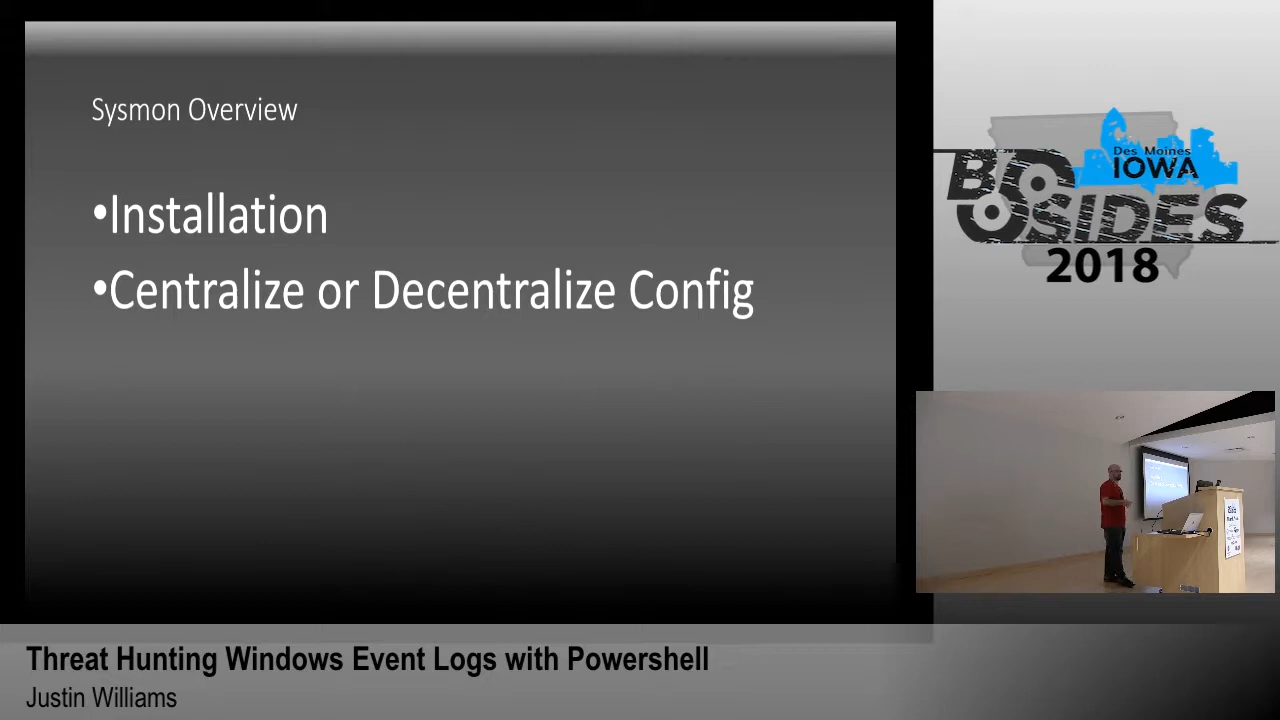 Sysmon Overview
•Installation
•Centralize or Decentralize Config
Des Moines
IOWA
BSIDES
2018
Threat Hunting Windows Event Logs with Powershell
Justin Williams